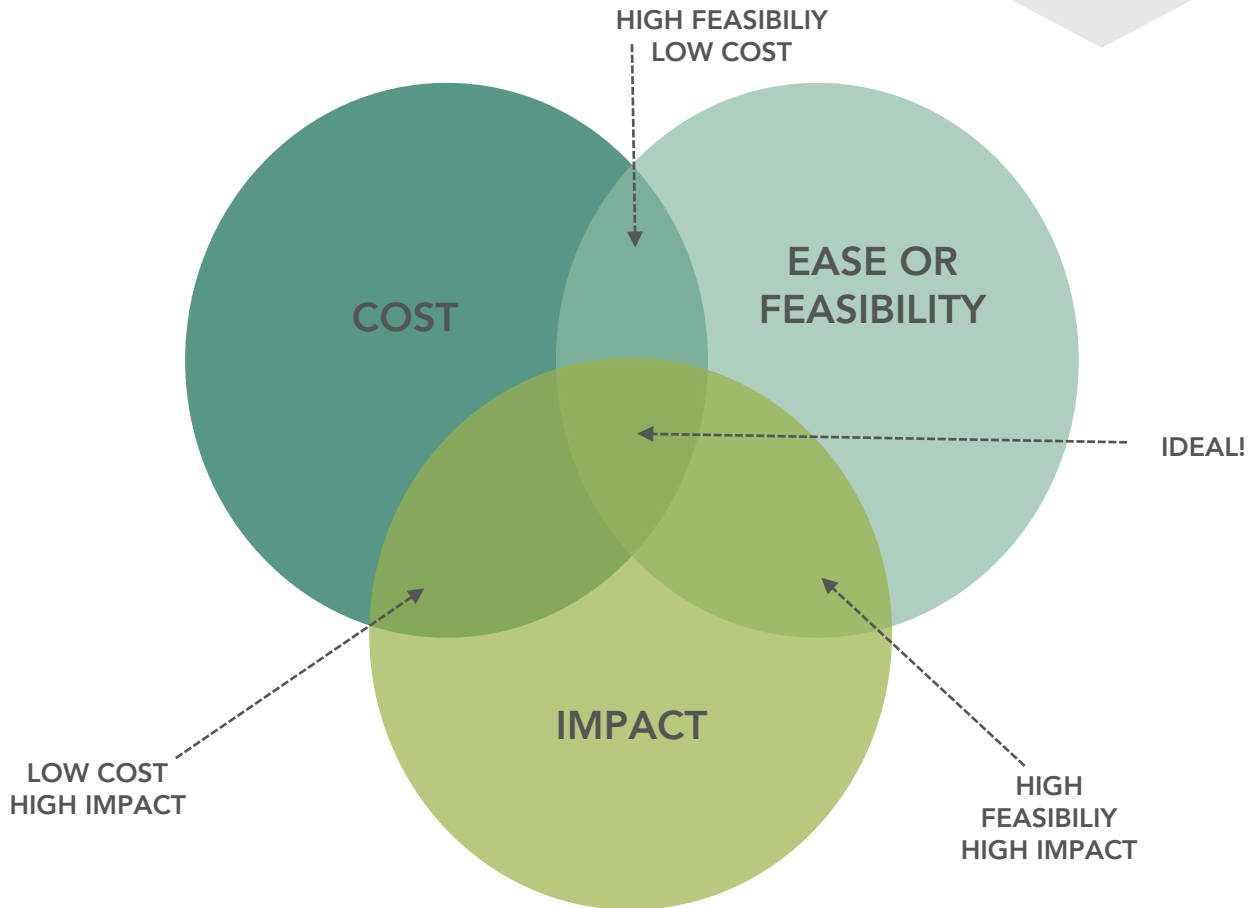 HIGH FEASIBILIY
LOW COST
EASE OR
FEASIBILITY
COST
IDEAL!
IMPACT
LOW COST
HIGH IMPACT
HIGH
FEASIBILIY
HIGH IMPACT